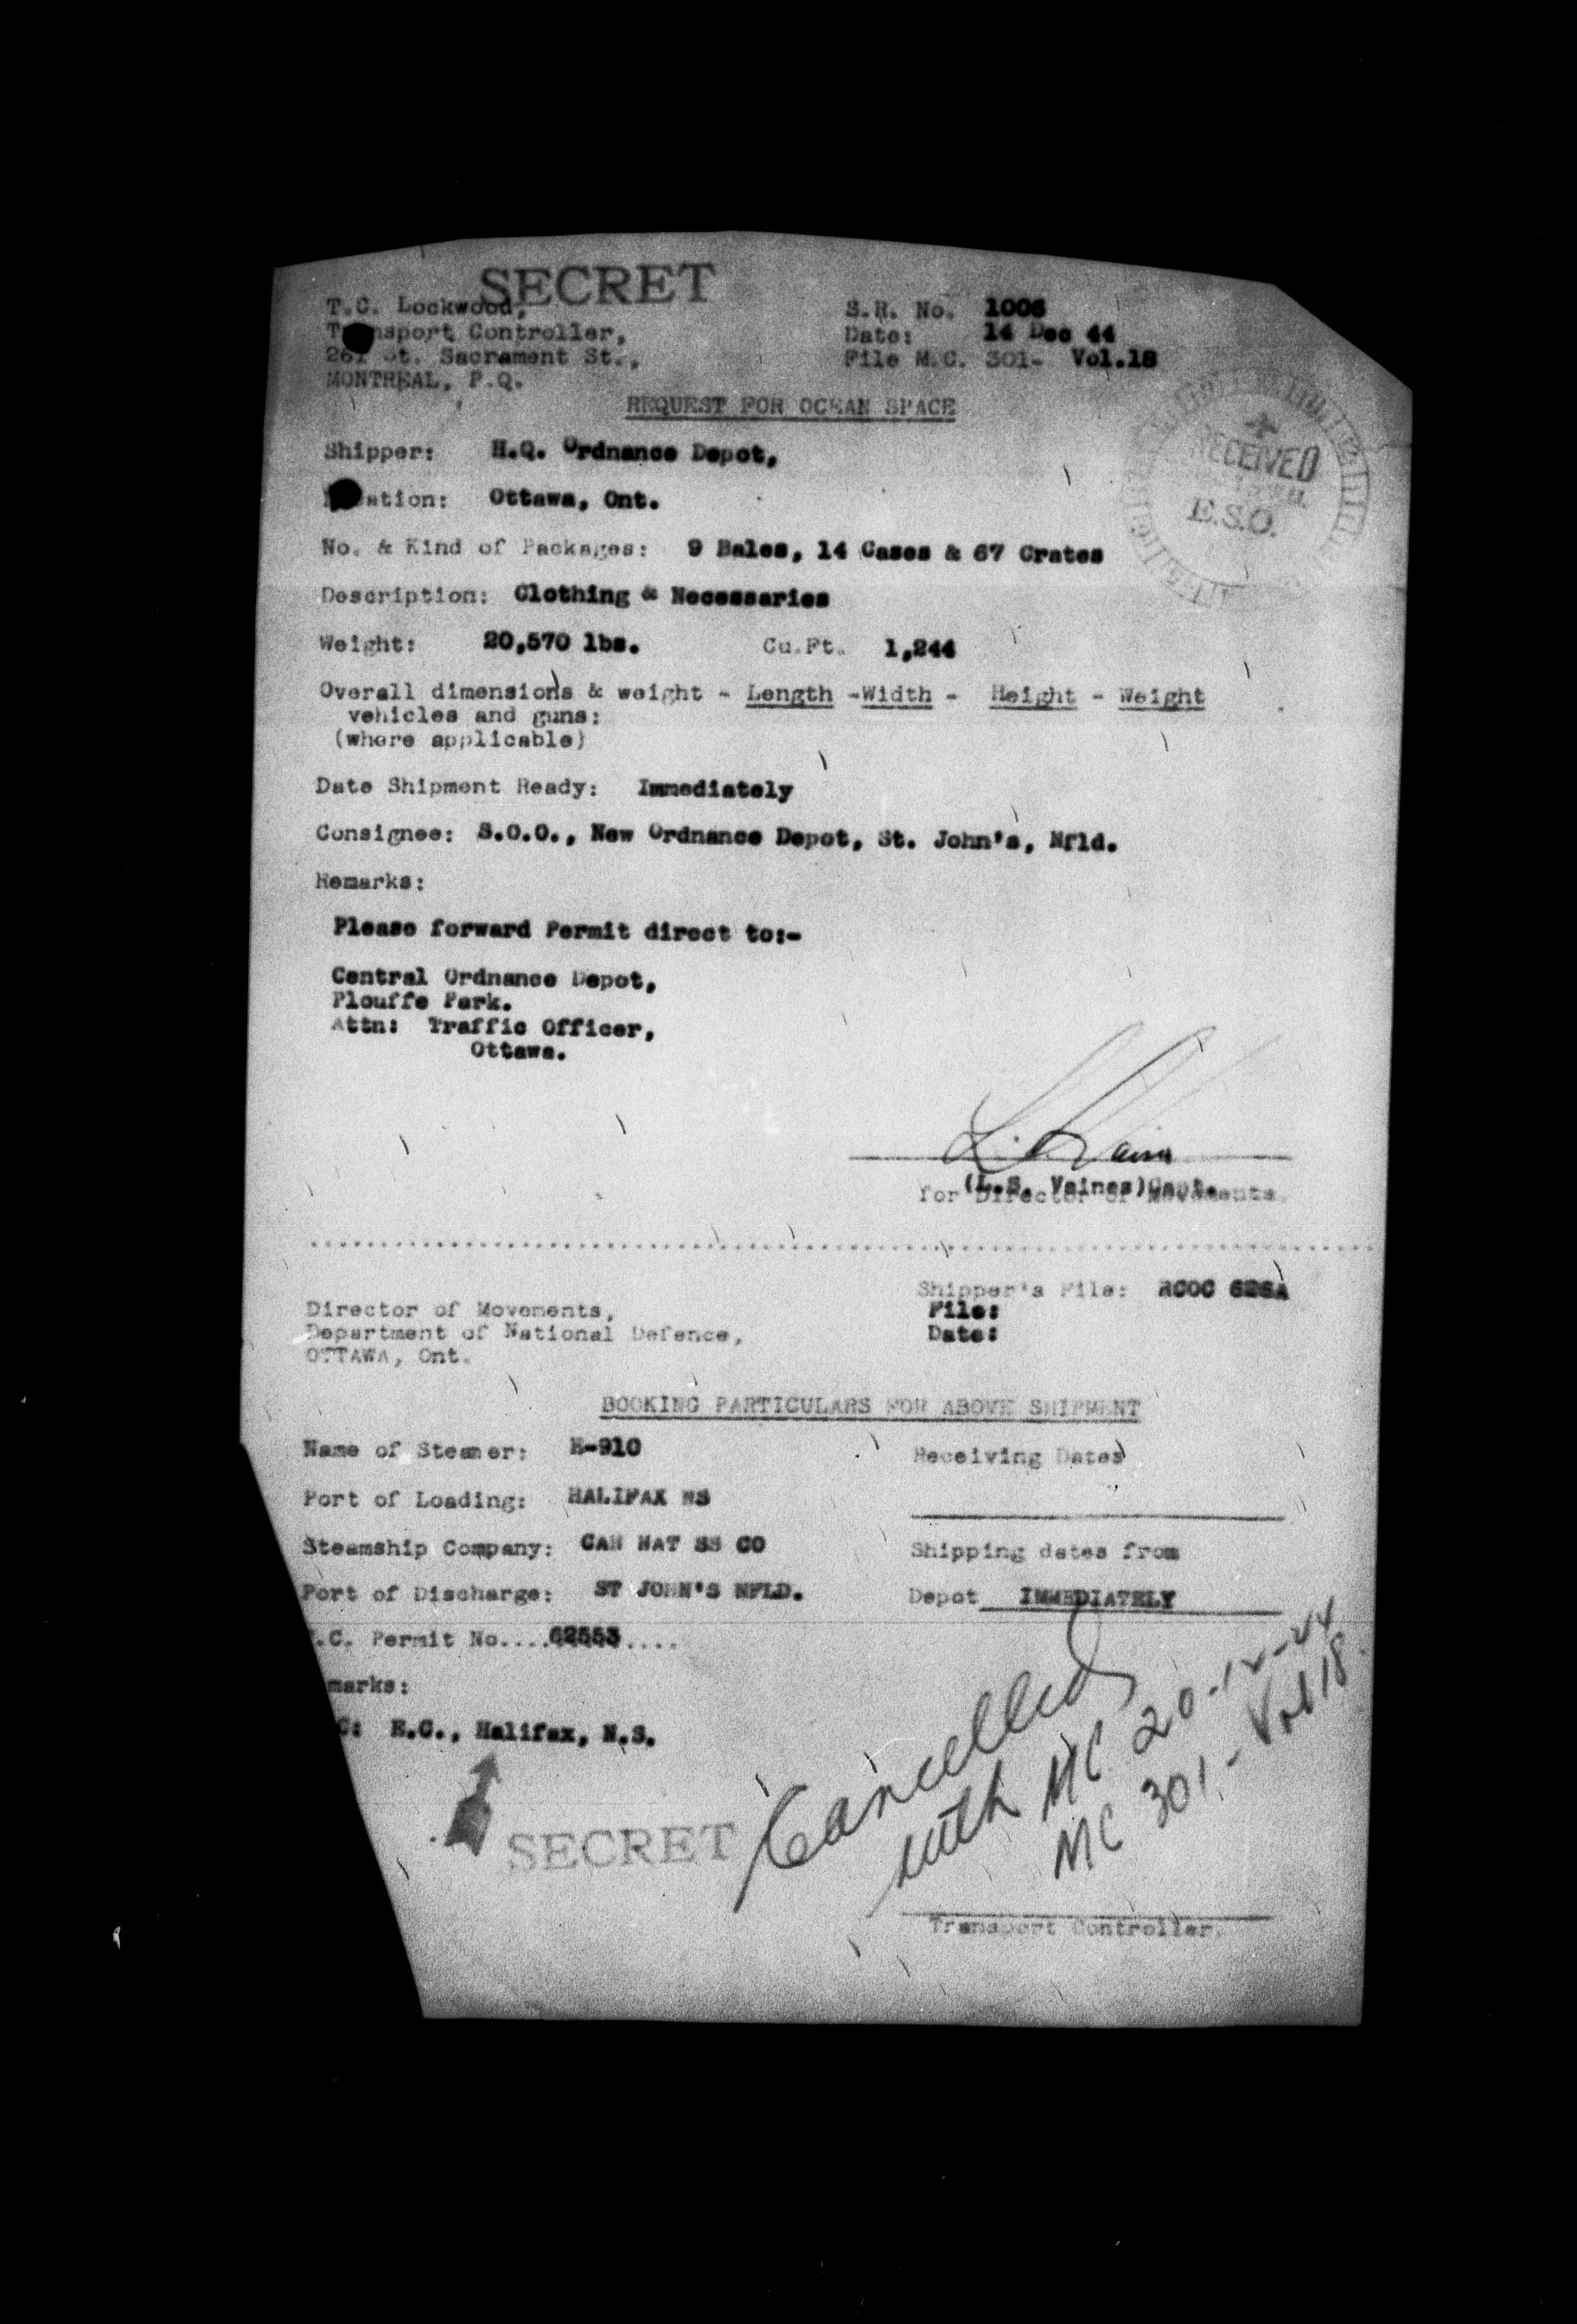 SECRET
T.C. Lockwood,
Transport Controller,
St. Sacrament St.,
MONTREAL, P.Q.
S.R. No. 1006
Date: 14 Dec 44
File M.C. 301- Vol.18
REQUEST FOR OCEAN SPACE
RECEIVED
E.S.O.
Shipper: H.Q. Ordnance Depot,
ation: Ottawa, Ont.
No. & Kind of Packages: 9 Bales, 14 Cases & 67 Crates
Description: Clothing & Necessaries
Weight: 20,570 lbs. Cu.Ft. 1,244
Overall dimensions & weight - Length -Width - Height - Weight
vehicles and guns:
(where applicable)
Date Shipment Ready: Immediately
Consignee: S.O.O., New Ordnance Depot, St. John's, Nfld.
Remarks:
Please forward Permit direct to:-
Central Ordnance Depot,
Plouffe Park.
Attn: Traffic Officer,
Ottawa.
(L.S. Vaines)Capt.
for Director of Movements
Shipper's File: RCOC 626A
File:
Date:
Director of Movements,
Department of National Defence,
OTTAWA, Ont.
BOOKING PARTICULARS FOR ABOVE SHIPMENT
Name of Steamer: H-910
Receiving Dates
Port of Loading: HALIFAX NS
Steamship Company: CAN NAT SS CO
Shipping dates from
Port of Discharge: ST JOHN'S NFLD.
Depot IMMEDIATELY
.C. Permit No....62553....
marks:
C: E.C., Halifax, N.S.
Cancelled
with MC 20-12-44
MC 301-Vol 18
SECRET
Transport Controller.